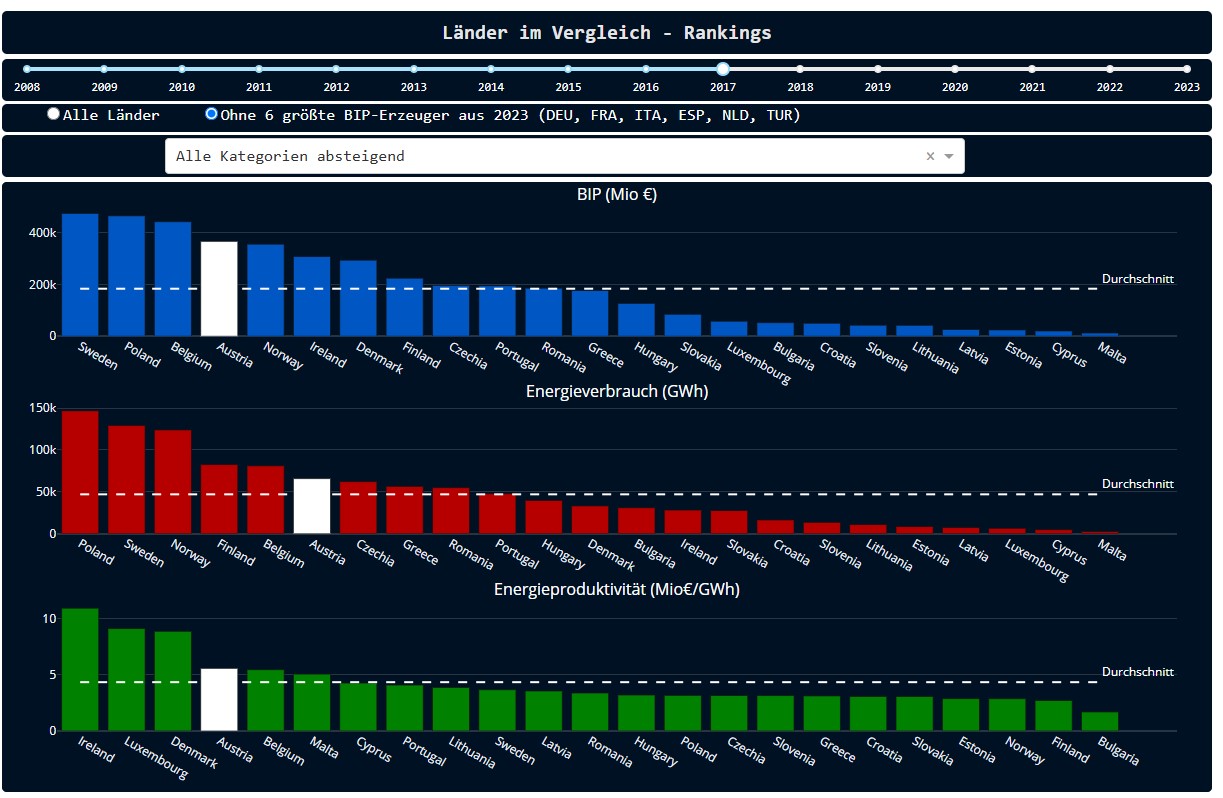 Länder im Vergleich - Rankings
2008 2009 2010 2011 2012 2013 2014 2015 2016 2017 2018 2019 2020 2021 2022 2023
Alle Länder Ohne 6 größte BIP-Erzeuger aus 2023 (DEU, FRA, ITA, ESP, NLD, TUR)
Alle Kategorien absteigend × 
BIP (Mio €)
400k
200k
0
Durchschnitt
Sweden Poland Belgium Austria Norway Ireland Denmark Finland Czechia Portugal Romania Greece Hungary Slovakia Luxembourg Bulgaria Croatia Slovenia Lithuania Latvia Estonia Cyprus Malta
Energieverbrauch (GWh)
150k
100k
50k
0
Durchschnitt
Poland Sweden Norway Finland Belgium Austria Czechia Greece Romania Portugal Hungary Denmark Bulgaria Ireland Slovakia Croatia Slovenia Lithuania Estonia Latvia Luxembourg Cyprus Malta
Energieproduktivität (Mio€/GWh)
10
5
0
Durchschnitt
Ireland Luxembourg Denmark Austria Belgium Malta Cyprus Portugal Lithuania Sweden Latvia Romania Hungary Poland Czechia Slovenia Greece Croatia Slovakia Estonia Norway Finland Bulgaria